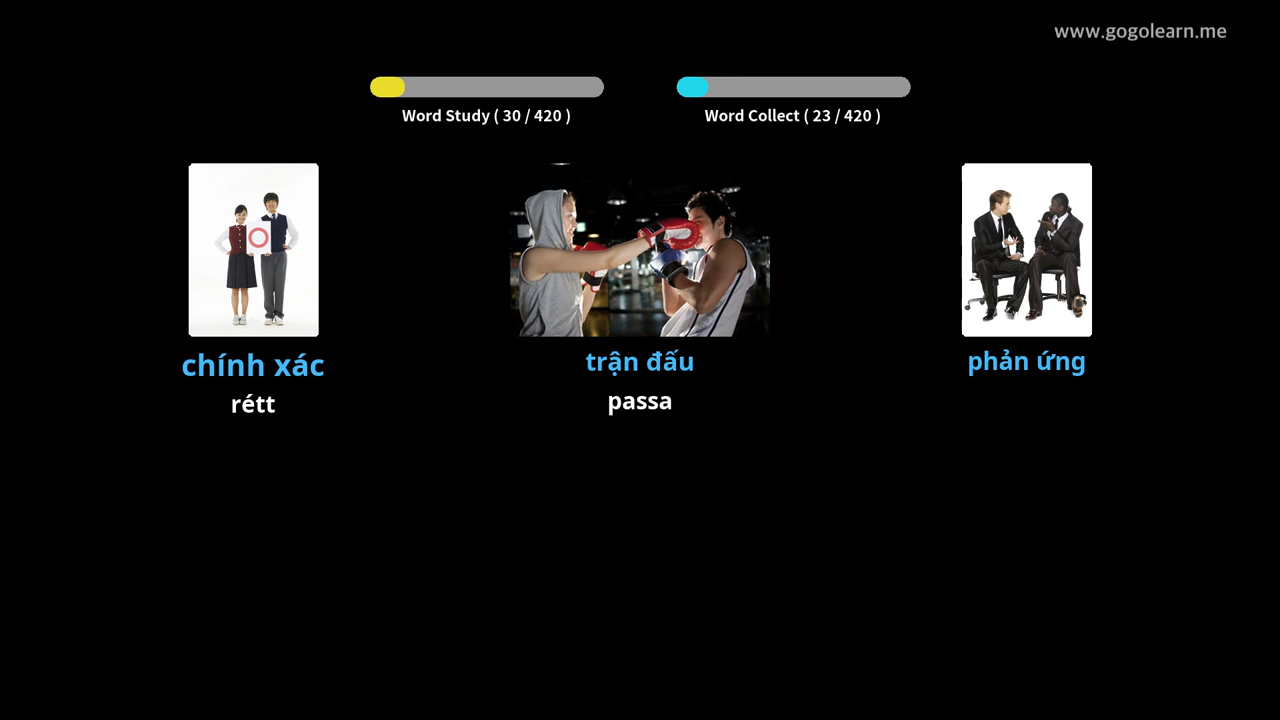 www.gogolearn.me
Word Study ( 30 / 420 )
Word Collect ( 23 / 420 )
chính xác
trận đấu
phản ứng
rétt
passa